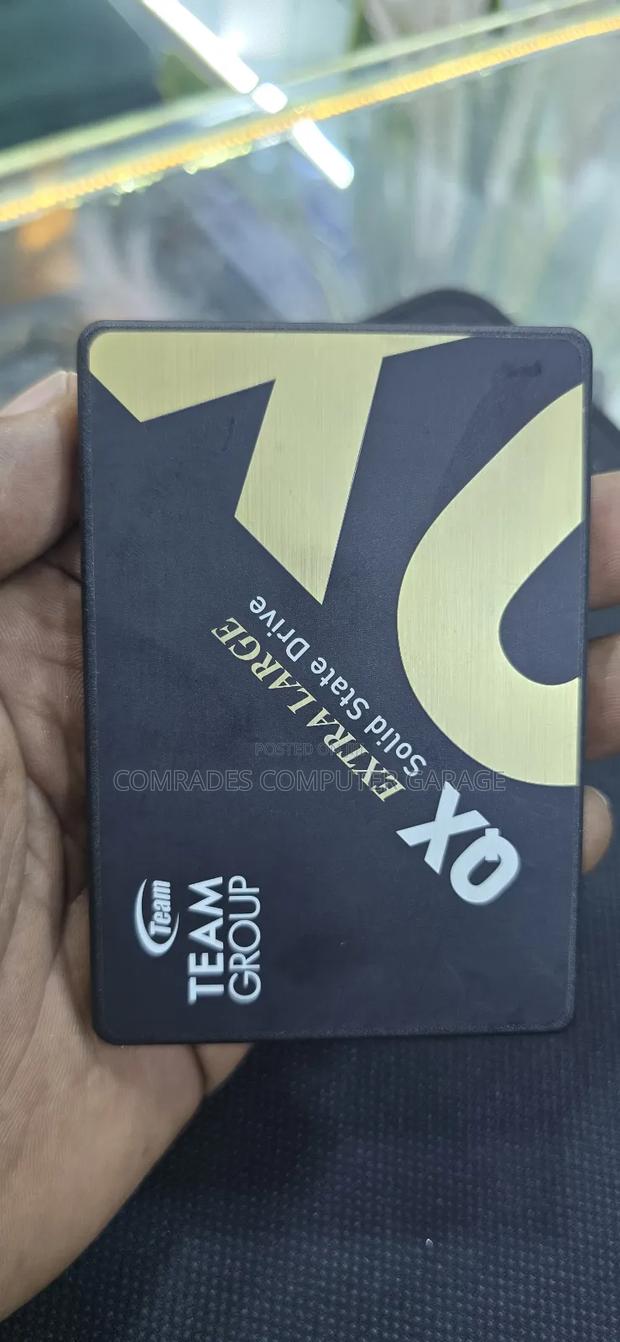 QX
EXTRA LARGE
Solid State Drive
Team
TEAM
GROUP
POSTED ON
COMRADES COMPUTER GARAGE